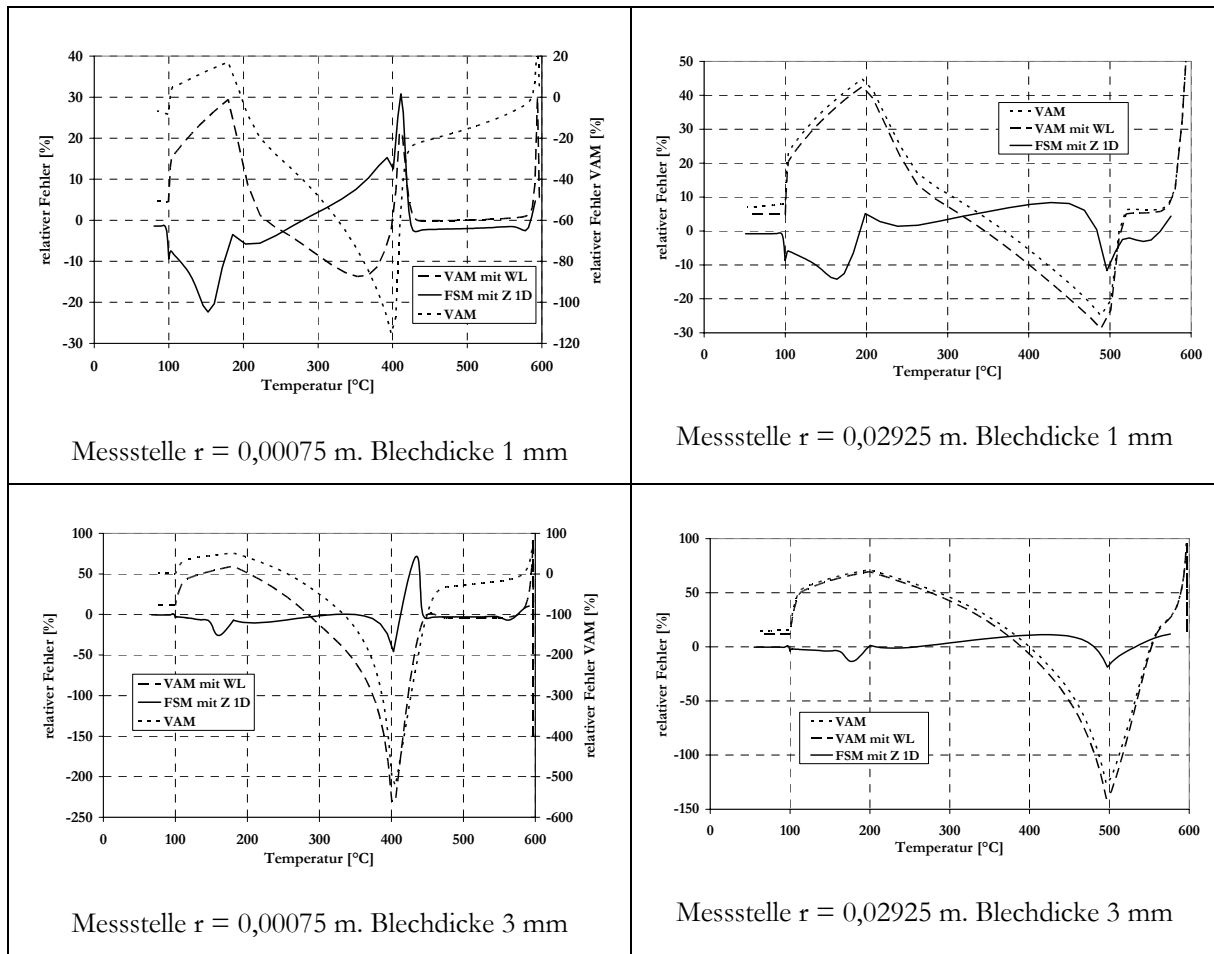 40
30
20
10
0
-10
-20
-30
20
0
-20
-40
-60
-80
-100
-120
relativer Fehler [%]
relativer Fehler VAM [%]
VAM mit WL
FSM mit Z 1D
VAM
0 100 200 300 400 500 600
Temperatur [°C]
Messstelle r = 0,00075 m. Blechdicke 1 mm
50
40
30
20
10
0
-10
-20
-30
relativer Fehler [%]
VAM
VAM mit WL
FSM mit Z 1D
0 100 200 300 400 500 600
Temperatur [°C]
Messstelle r = 0,02925 m. Blechdicke 1 mm
100
50
0
-50
-100
-150
-200
-250
100
0
-100
-200
-300
-400
-500
-600
relativer Fehler [%]
relativer Fehler VAM [%]
VAM mit WL
FSM mit Z 1D
VAM
0 100 200 300 400 500 600
Temperatur [°C]
Messstelle r = 0,00075 m. Blechdicke 3 mm
100
50
0
-50
-100
-150
relativer Fehler [%]
VAM
VAM mit WL
FSM mit Z 1D
0 100 200 300 400 500 600
Temperatur [°C]
Messstelle r = 0,02925 m. Blechdicke 3 mm